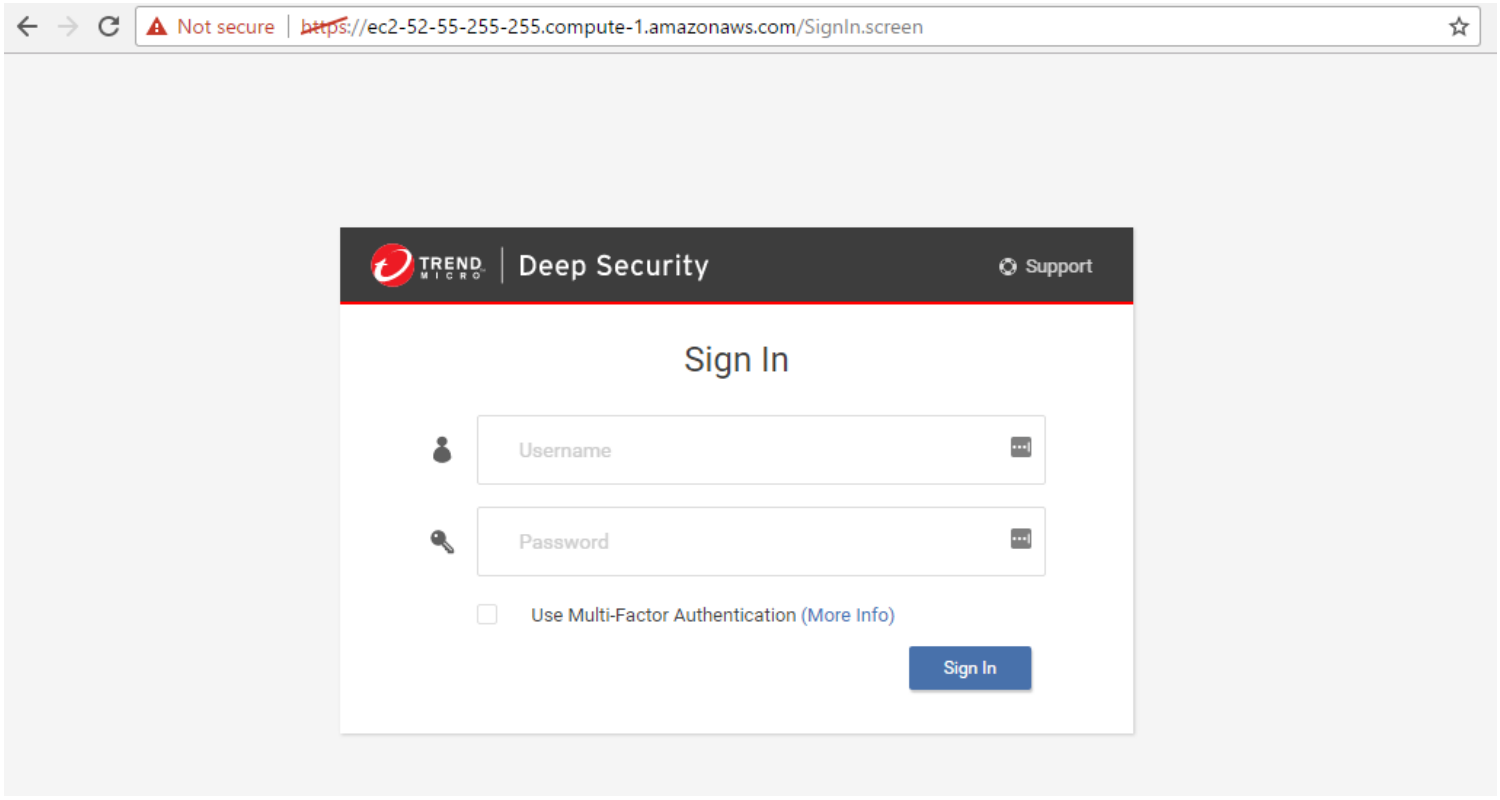 Not secure | https://ec2-52-55-255-255.compute-1.amazonaws.com/SignIn.screen
TREND MICRO™ | Deep Security Support
Sign In
Username
Password
Use Multi-Factor Authentication (More Info)
Sign In